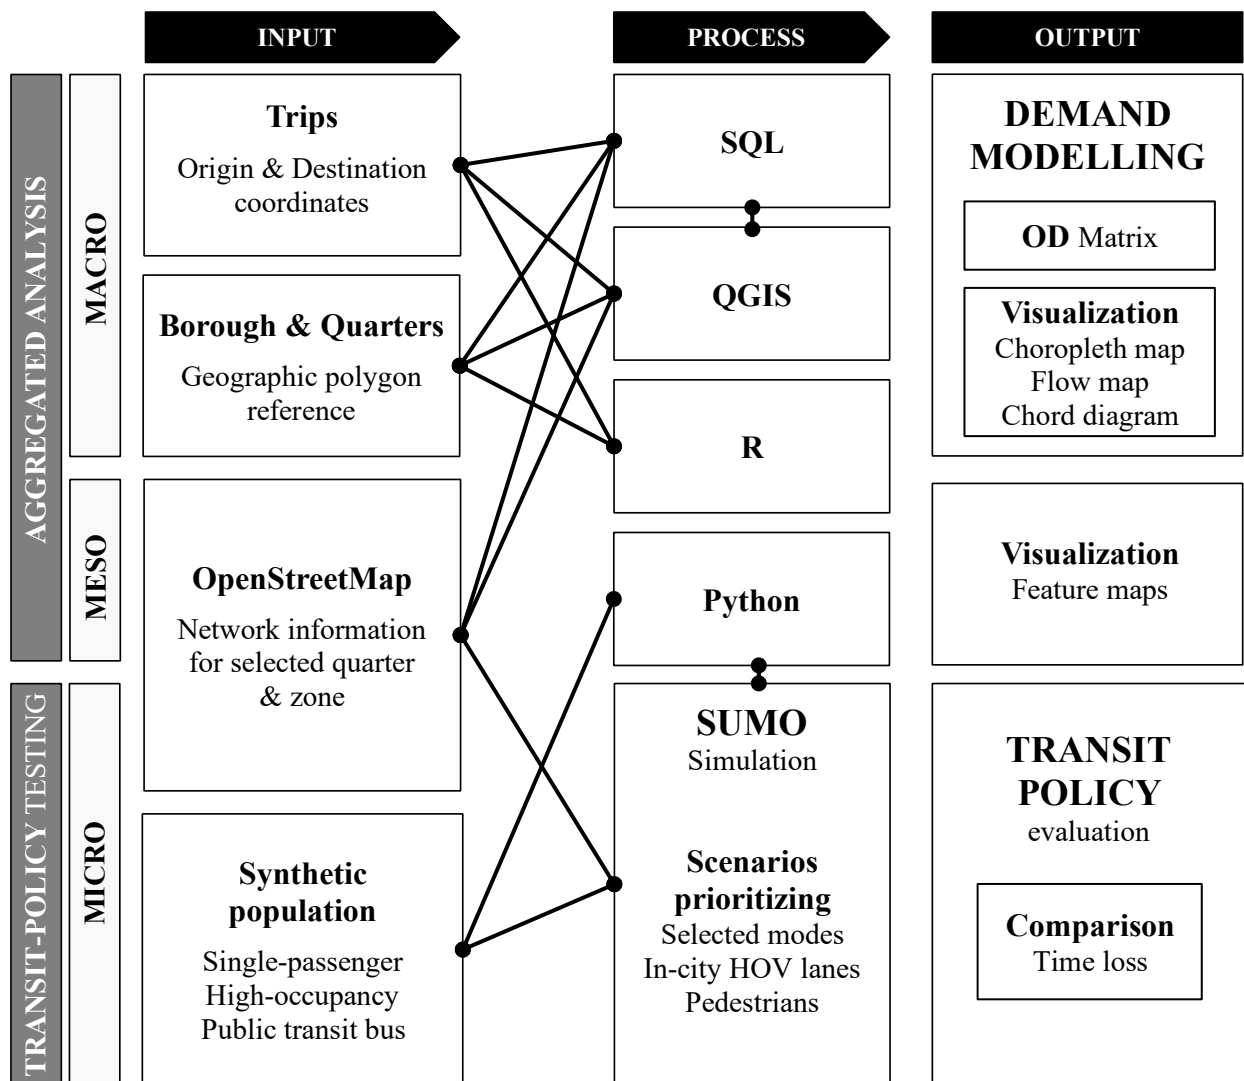 INPUT
PROCESS
OUTPUT
AGGREGATED ANALYSIS
MACRO
MESO
TRANSIT-POLICY TESTING
MICRO
Trips
Origin & Destination
coordinates
Borough & Quarters
Geographic polygon
reference
OpenStreetMap
Network information
for selected quarter
& zone
Synthetic
population
Single-passenger
High-occupancy
Public transit bus
SQL
QGIS
R
Python
SUMO
Simulation
Scenarios
prioritizing
Selected modes
In-city HOV lanes
Pedestrians
DEMAND
MODELLING
OD Matrix
Visualization
Choropleth map
Flow map
Chord diagram
Visualization
Feature maps
TRANSIT
POLICY
evaluation
Comparison
Time loss